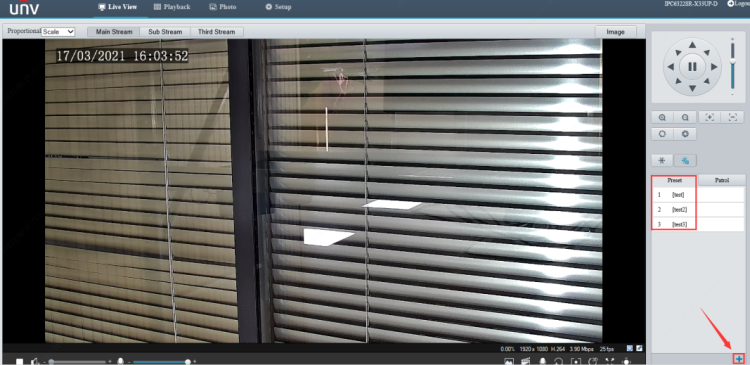 unv
Live View
Playback
Photo
Setup
IPC6322SR-X33UP-D
Logout
Proportional
Scale
Main Stream
Sub Stream
Third Stream
Image
17/03/2021 16:03:52
Preset
Patrol
1 [test]
2 [test2]
3 [test3]
0.00% 1920 x 1080 H.264 3.90 Mbps 25 fps